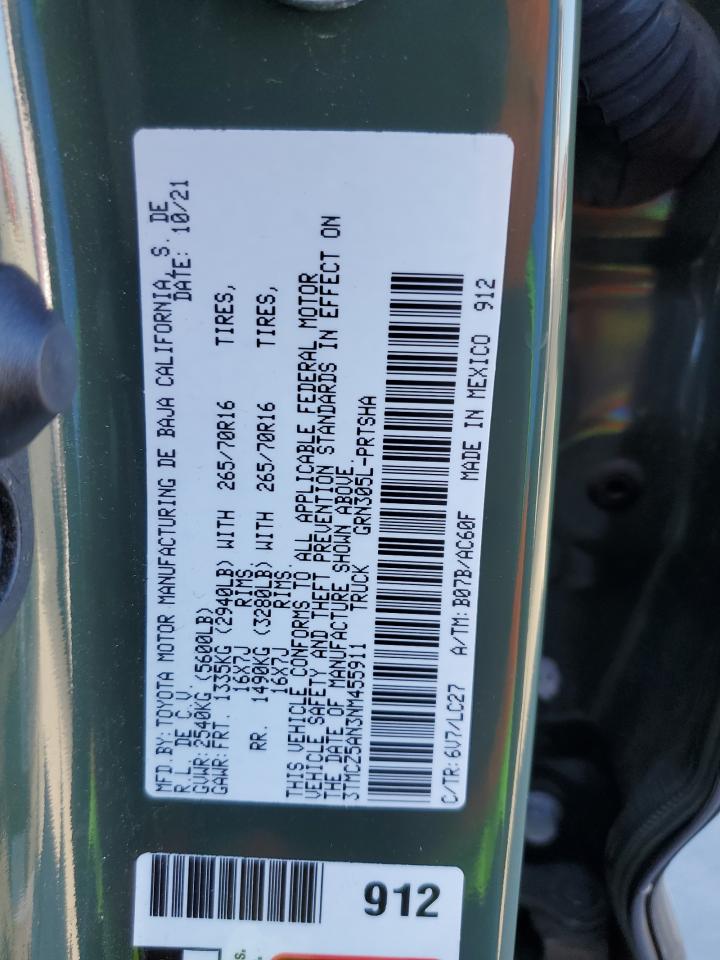 MFD.BY:TOYOTA MOTOR MANUFACTURING DE BAJA CALIFORNIA, S. DE
R.L. DE C.V. DATE: 10/21
GVWR:2540KG (5600LB)
GAWR:FRT. 1335KG (2940LB) WITH 265/70R16 TIRES,
16X7J RIMS
RR. 1490KG (3280LB) WITH 265/70R16 TIRES,
16X7J RIMS
THIS VEHICLE CONFORMS TO ALL APPLICABLE FEDERAL MOTOR
VEHICLE SAFETY AND THEFT PREVENTION STANDARDS IN EFFECT ON
THE DATE OF MANUFACTURE SHOWN ABOVE.
3TMCZ5AN3NM455911 TRUCK GRN305L-PRTSHA
C/TR:6V7/LC27 A/TM:B07B/AC60F MADE IN MEXICO 912
912